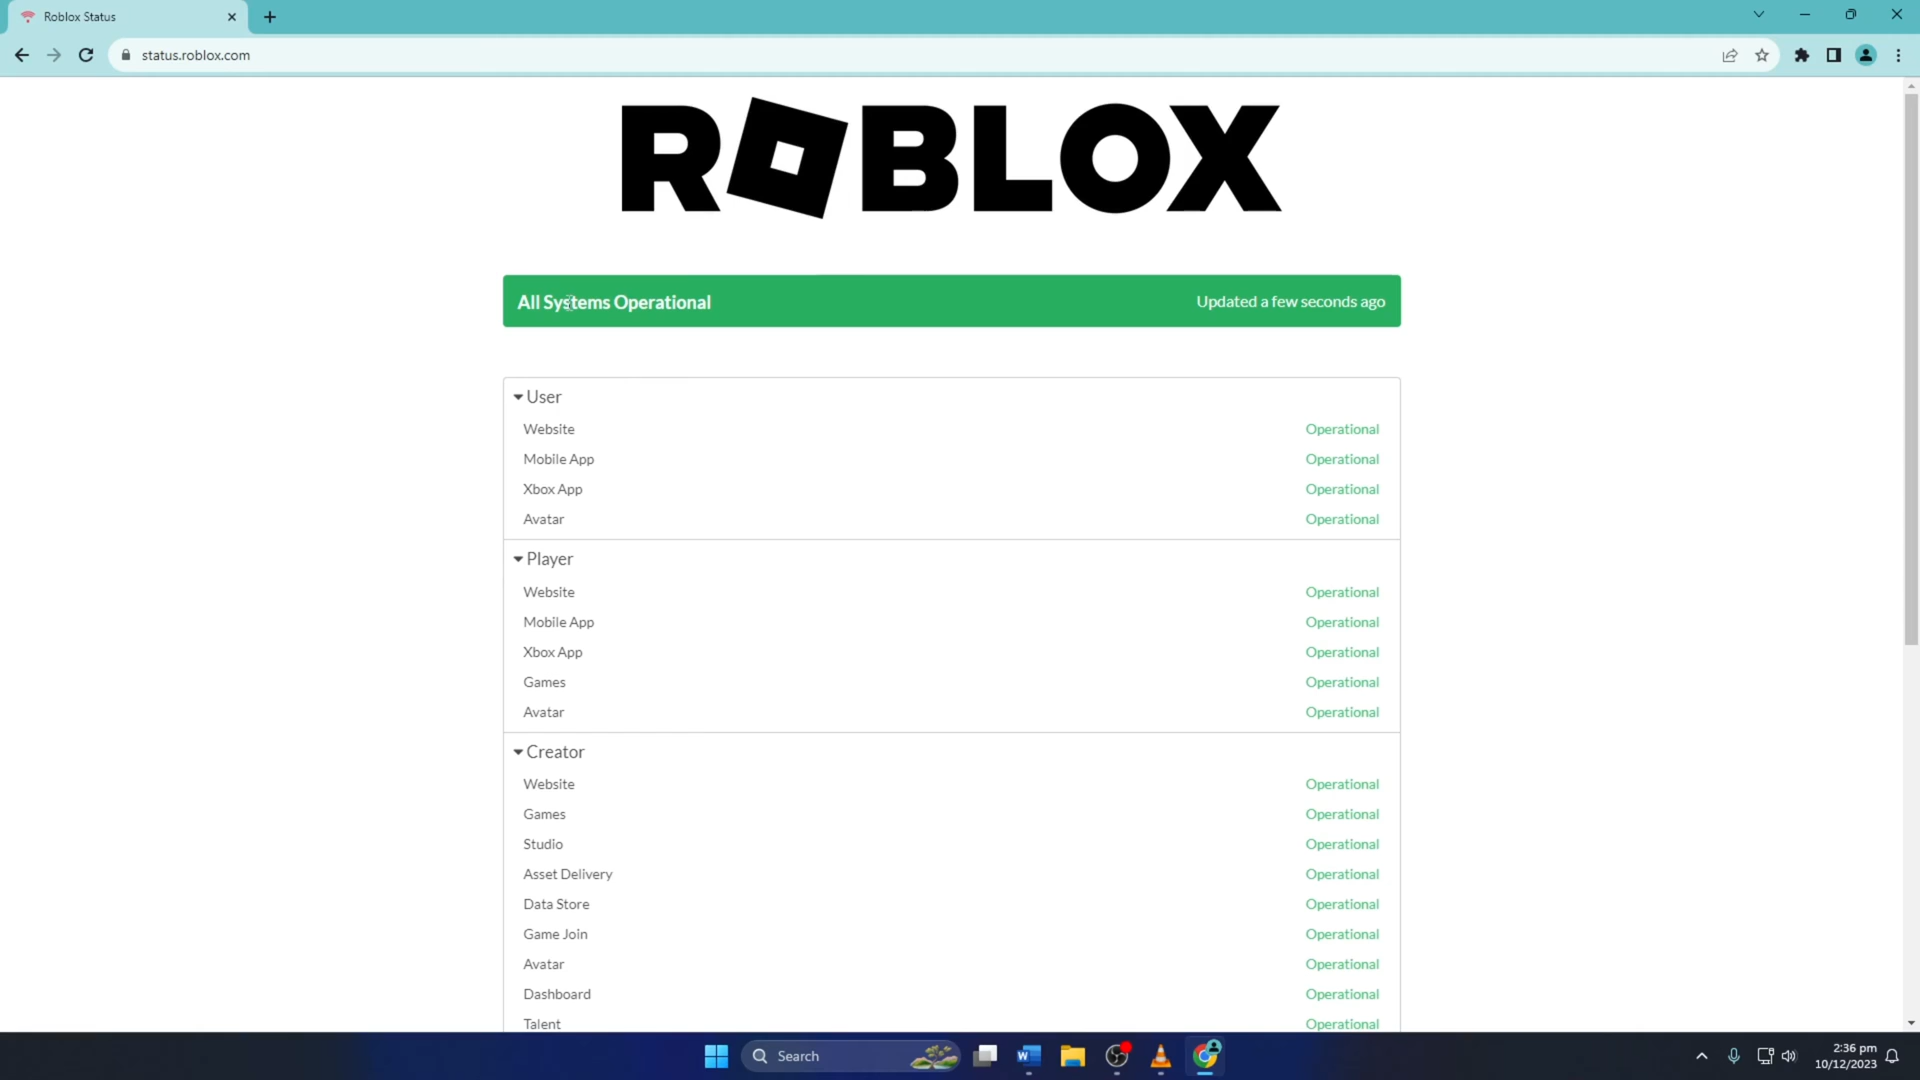 Roblox Status
status.roblox.com
ROBLOX
All Systems Operational Updated a few seconds ago
User
Website Operational
Mobile App Operational
Xbox App Operational
Avatar Operational
Player
Website Operational
Mobile App Operational
Xbox App Operational
Games Operational
Avatar Operational
Creator
Website Operational
Games Operational
Studio Operational
Asset Delivery Operational
Data Store Operational
Game Join Operational
Avatar Operational
Dashboard Operational
Talent Operational
Search
2:36 pm
10/12/2023